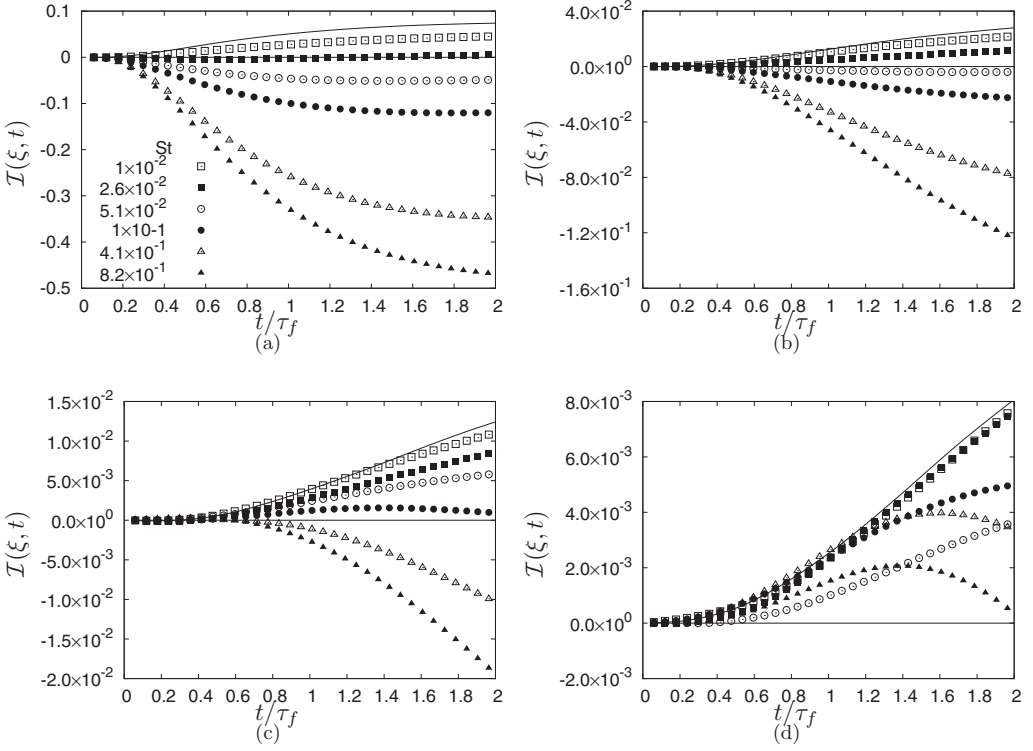 0.1
0
-0.1
-0.2
-0.3
-0.4
-0.5
I(ξ, t)
St
1×10-2
2.6×10-2
5.1×10-2
1×10-1
4.1×10-1
8.2×10-1
0 0.2 0.4 0.6 0.8 1 1.2 1.4 1.6 1.8 2
t/τf
(a)
4.0×10-2
0.0×100
-4.0×10-2
-8.0×10-2
-1.2×10-1
-1.6×10-1
I(ξ, t)
0 0.2 0.4 0.6 0.8 1 1.2 1.4 1.6 1.8 2
t/τf
(b)
1.5×10-2
1.0×10-2
5.0×10-3
0.0×100
-5.0×10-3
-1.0×10-2
-1.5×10-2
-2.0×10-2
I(ξ, t)
0 0.2 0.4 0.6 0.8 1 1.2 1.4 1.6 1.8 2
t/τf
(c)
8.0×10-3
6.0×10-3
4.0×10-3
2.0×10-3
0.0×100
-2.0×10-3
I(ξ, t)
0 0.2 0.4 0.6 0.8 1 1.2 1.4 1.6 1.8 2
t/τf
(d)